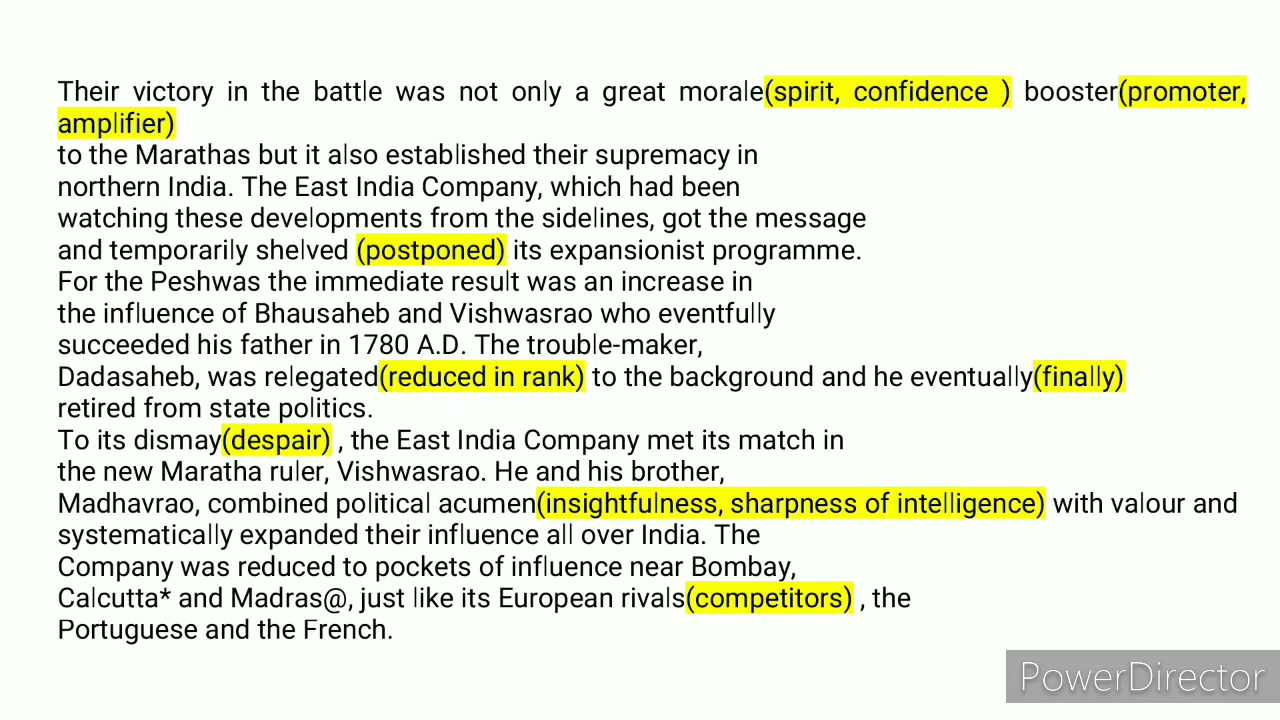 Their victory in the battle was not only a great morale(spirit, confidence ) booster(promoter,
amplifier)
to the Marathas but it also established their supremacy in
northern India. The East India Company, which had been
watching these developments from the sidelines, got the message
and temporarily shelved (postponed) its expansionist programme.
For the Peshwas the immediate result was an increase in
the influence of Bhausaheb and Vishwasrao who eventfully
succeeded his father in 1780 A.D. The trouble-maker,
Dadasaheb, was relegated(reduced in rank) to the background and he eventually(finally)
retired from state politics.
To its dismay(despair) , the East India Company met its match in
the new Maratha ruler, Vishwasrao. He and his brother,
Madhavrao, combined political acumen(insightfulness, sharpness of intelligence) with valour and
systematically expanded their influence all over India. The
Company was reduced to pockets of influence near Bombay,
Calcutta* and Madras@, just like its European rivals(competitors) , the
Portuguese and the French.
PowerDirector